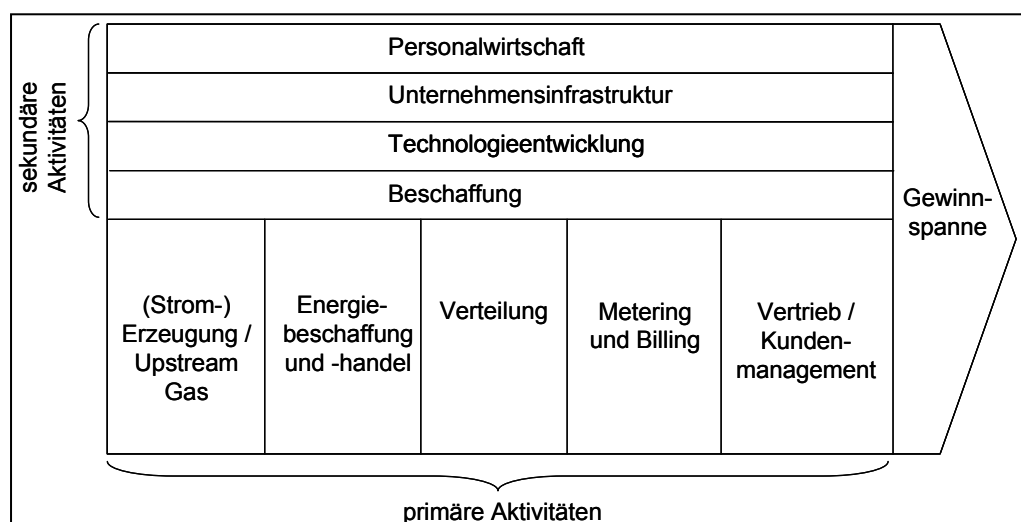 sekundäre
Aktivitäten
Personalwirtschaft
Unternehmensinfrastruktur
Technologieentwicklung
Beschaffung
Gewinn-
spanne
(Strom-)
Erzeugung /
Upstream
Gas
Energie-
beschaffung
und -handel
Verteilung
Metering
und Billing
Vertrieb /
Kunden-
management
primäre Aktivitäten